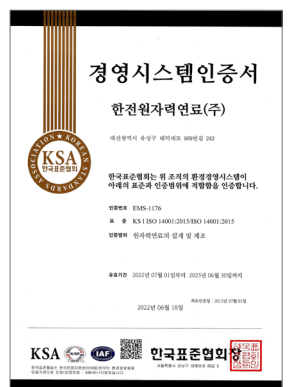 경영시스템인증서
한전원자력연료(주)
대전광역시 유성구 대덕대로 989번길 242
KOREAN STANDARDS ASSOCIATION
KSA
한국표준협회
한국표준협회는 위 조직의 환경경영시스템이
아래의 표준과 인증범위에 적합함을 인증합니다.
인증번호 EMS-1176
표 준 KS I ISO 14001:2015/ISO 14001:2015
인증범위 원자력연료의 설계 및 제조
유효기간 2022년 07월 01일부터 2025년 06월 30일까지
2022년 06월 18일
KSA
IAF
한국표준협회장